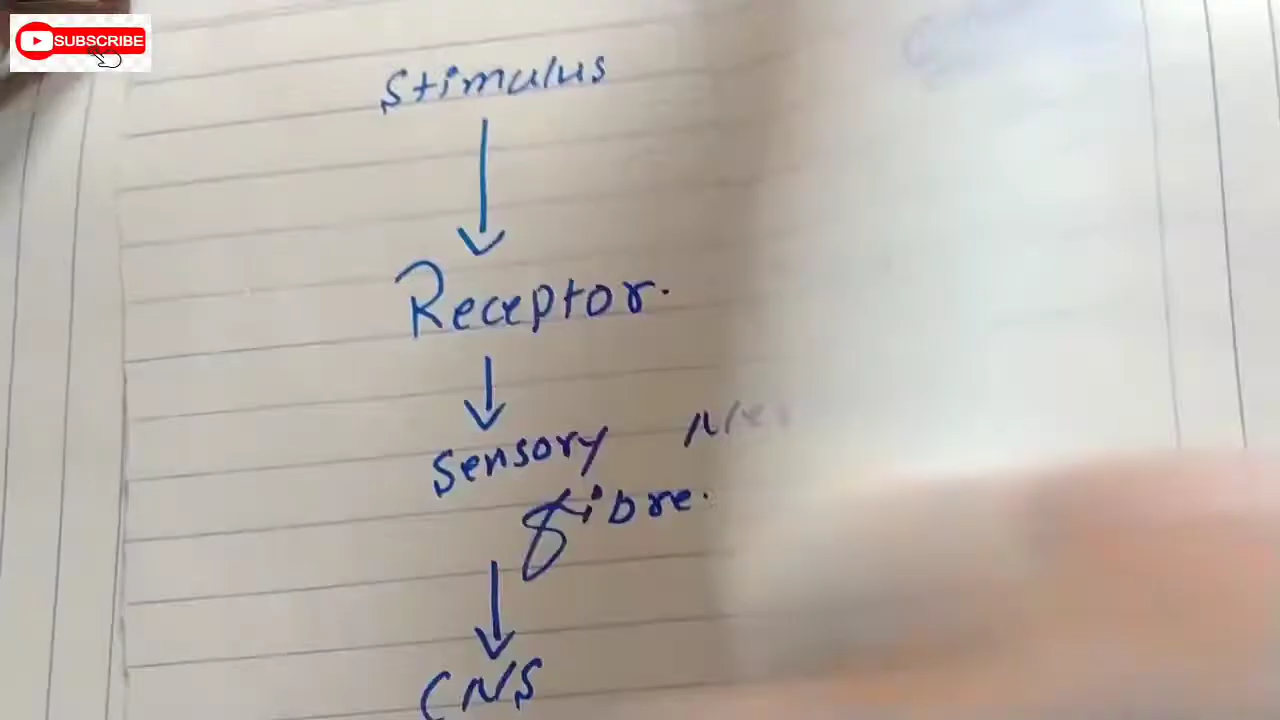 SUBSCRIBE
Stimulus
Receptor.
Sensory
fibre.
CNS